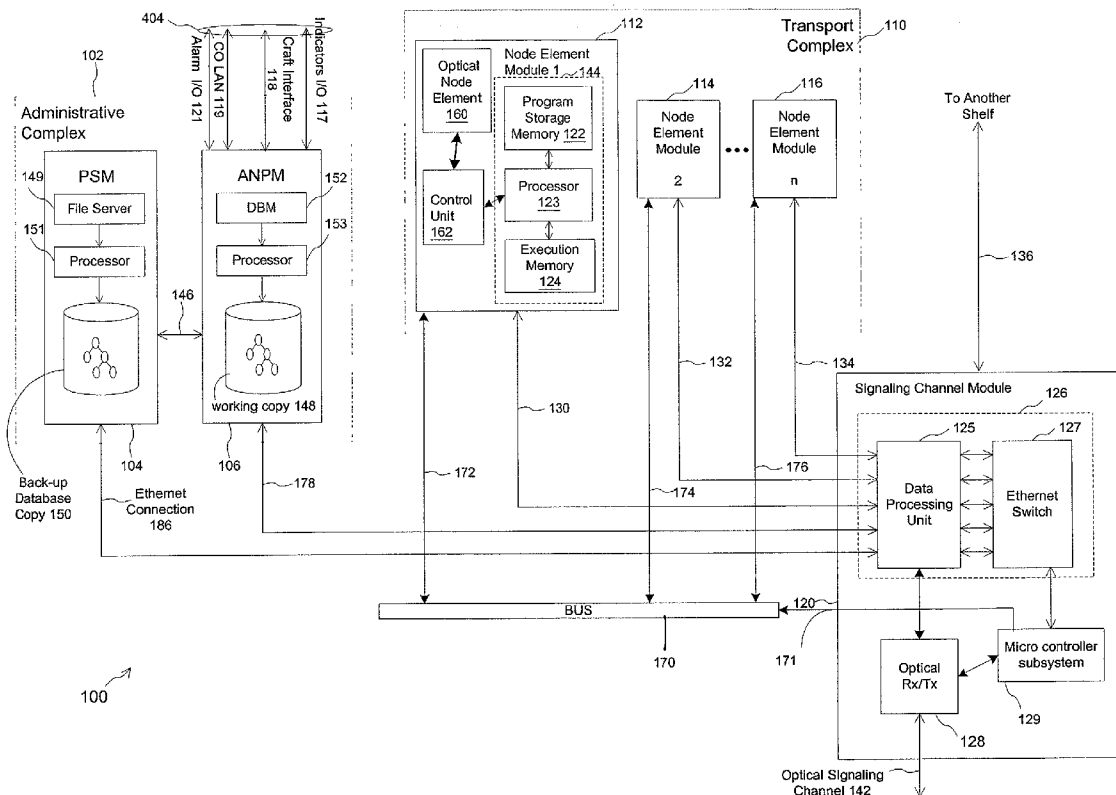 404
102
Administrative
Complex
Alarm I/O 121
CO LAN 119
Craft Interface
118
Indicators I/O 117
PSM
149
File Server
151
Processor
Back-up
Database
Copy 150
104
Ethernet
Connection
186
146
ANPM
152
DBM
153
Processor
working copy 148
106
178
112
Transport
Complex
110
Node Element
Module 1
144
Optical
Node
Element
160
Control
Unit
162
Program
Storage
Memory
122
Processor
123
Execution
Memory
124
114
Node
Element
Module
2
116
Node
Element
Module
n
To Another
Shelf
136
132
134
130
172
174
176
Signaling Channel Module
126
125
127
Data
Processing
Unit
Ethernet
Switch
120
BUS
170
171
Optical
Rx/Tx
128
Micro controller
subsystem
129
Optical Signaling
Channel 142
100